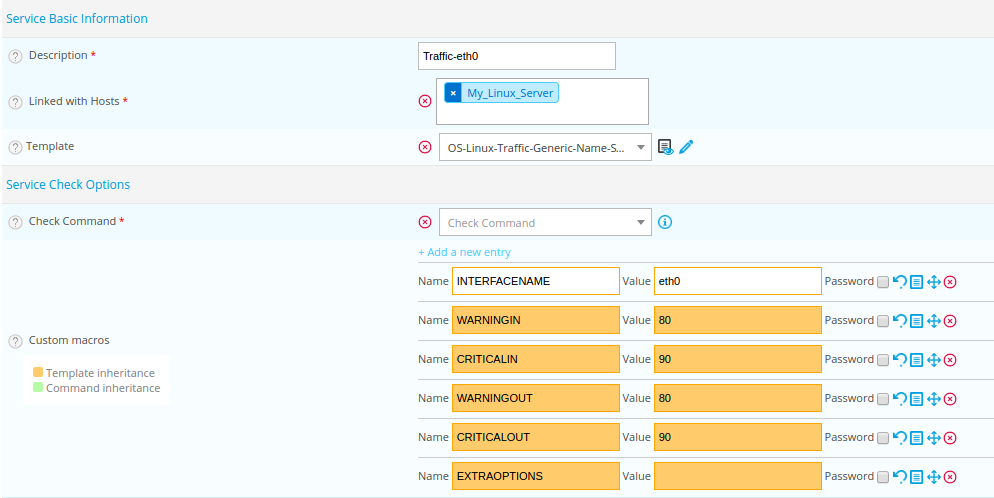 Service Basic Information
? Description *
Traffic-eth0
? Linked with Hosts *
× My_Linux_Server
? Template
OS-Linux-Traffic-Generic-Name-S...
Service Check Options
? Check Command *
Check Command
+ Add a new entry
Name INTERFACENAME Value eth0 Password
Name WARNINGIN Value 80 Password
Name CRITICALIN Value 90 Password
Name WARNINGOUT Value 80 Password
Name CRITICALOUT Value 90 Password
Name EXTRAOPTIONS Value Password
? Custom macros
Template inheritance
Command inheritance